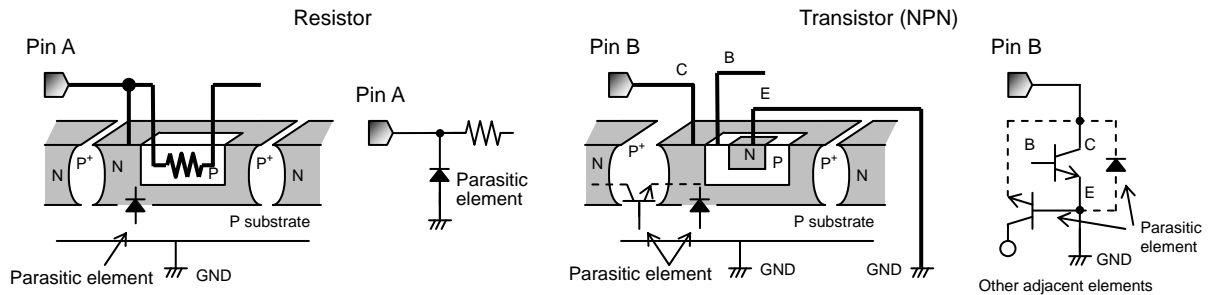 Resistor
Transistor (NPN)
Pin A
Pin A
N
P+
N
P
P+
N
Parasitic element
P substrate
Parasitic element
GND
Pin B
C
B
E
N
P+
N
P
P+
N
P substrate
Parasitic element
GND
GND
Pin B
B
C
E
Parasitic element
GND
Other adjacent elements